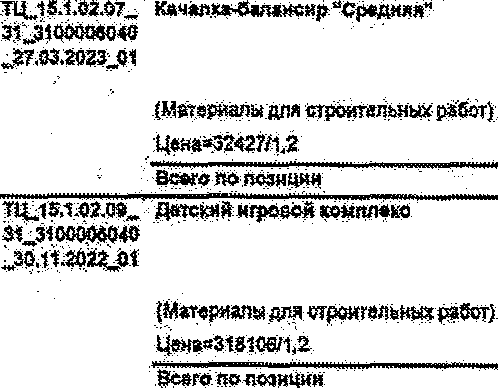 ТЦ_15.1.02.07_ Качалка-балансир "Средняя"
31_3100006040
_27.03.2023_01
(Материалы для строительных работ)
Цена=32427/1,2
Всего по позиции
ТЦ_15.1.02.09_ Детский игровой комплекс
31_3100006040
_30.11.2022_01
(Материалы для строительных работ)
Цена=318106/1,2
Всего по позиции